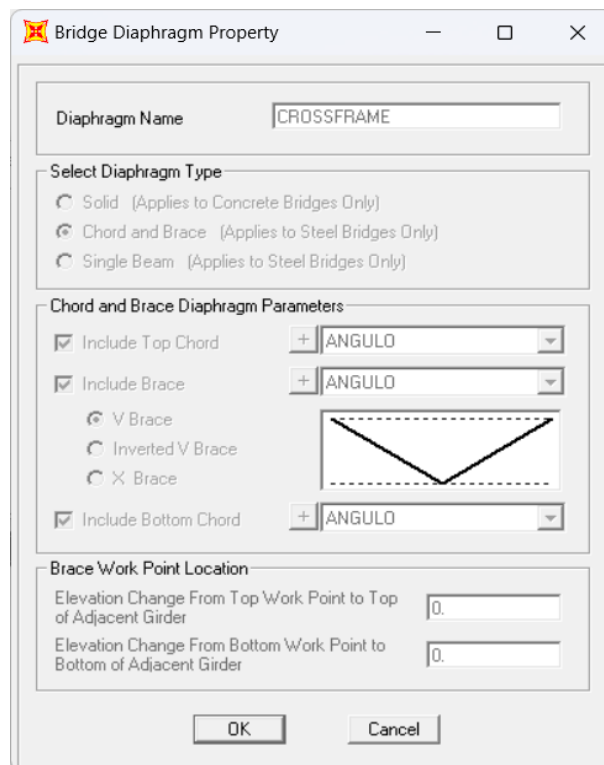 Bridge Diaphragm Property
Diaphragm Name CROSSFRAME
Select Diaphragm Type
Solid (Applies to Concrete Bridges Only)
Chord and Brace (Applies to Steel Bridges Only)
Single Beam (Applies to Steel Bridges Only)
Chord and Brace Diaphragm Parameters
Include Top Chord + ANGULO
Include Brace + ANGULO
V Brace
Inverted V Brace
X Brace
Include Bottom Chord + ANGULO
Brace Work Point Location
Elevation Change From Top Work Point to Top
of Adjacent Girder
0.
Elevation Change From Bottom Work Point to
Bottom of Adjacent Girder
0.
OK Cancel